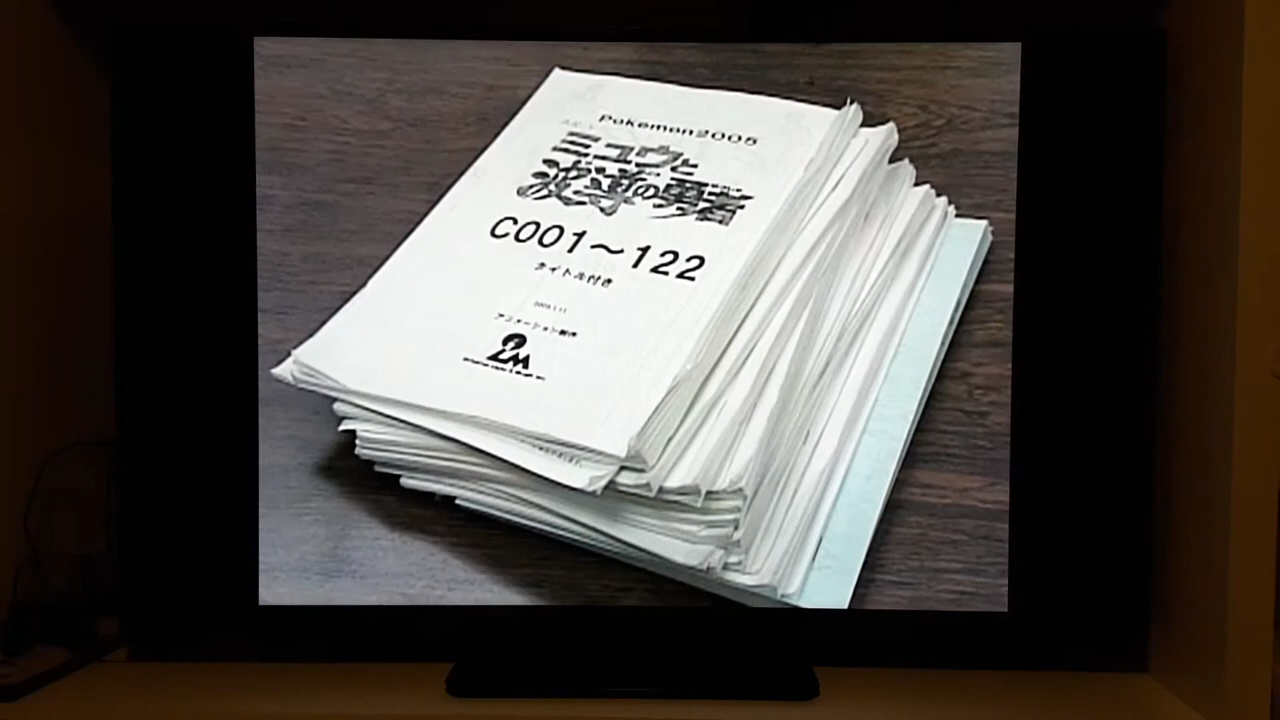 Pokemon2005
ミュウと
波導の勇者
C001～122
タイトル付き
アニメーション制作